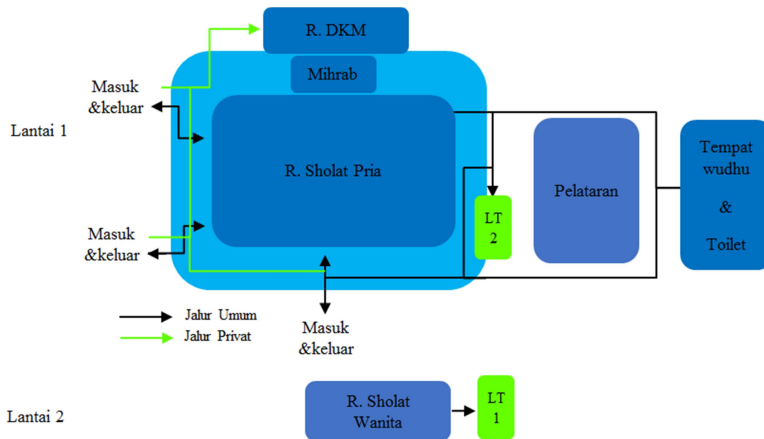 R. DKM
Mihrab
Masuk
&keluar
Lantai 1
R. Sholat Pria
Pelataran
Tempat
wudhu
&
Toilet
LT
2
Masuk
&keluar
Jalur Umum
Jalur Privat
Masuk
&keluar
Lantai 2
R. Sholat
Wanita
LT
1